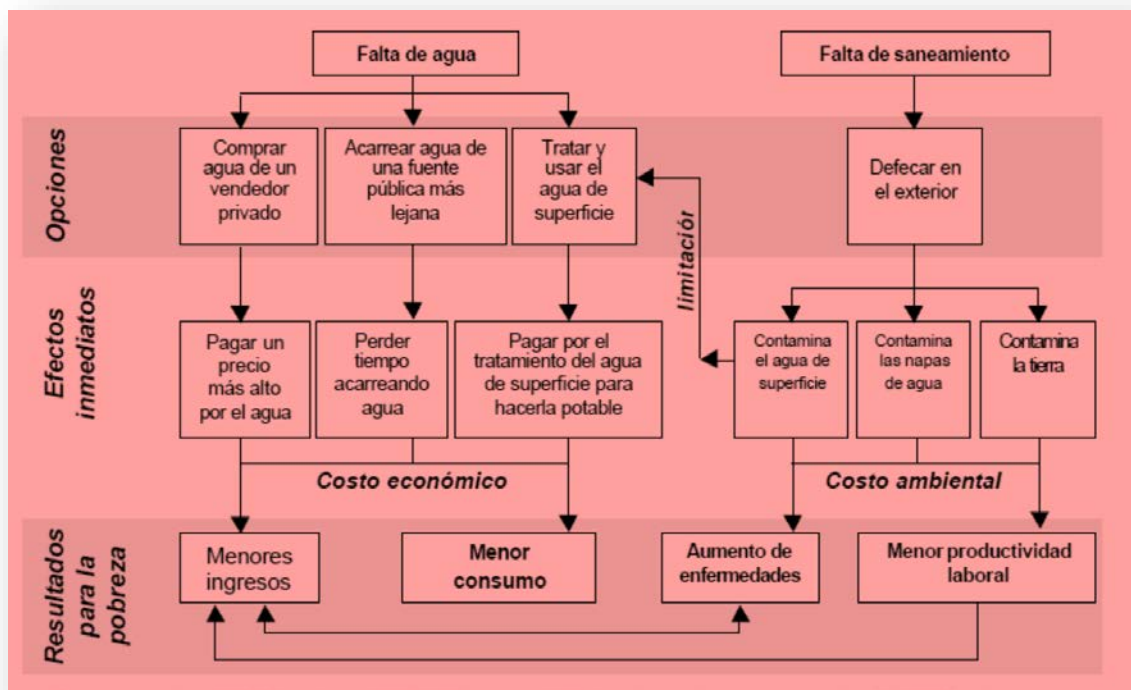 Falta de agua
Falta de saneamiento
Opciones
Comprar
agua de un
vendedor
privado
Acarrear agua de
una fuente
pública más
lejana
Tratar y
usar el
agua de
superficie
Defecar en
el exterior
limitación
Efectos
inmediatos
Pagar un
precio
más alto
por el agua
Perder
tiempo
acarreando
agua
Pagar por el
tratamiento del agua
de superficie para
hacerla potable
Contamina
el agua de
superficie
Contamina
las napas
de agua
Contamina
la tierra
Costo económico
Costo ambiental
Resultados
para la
pobreza
Menores
ingresos
Menor
consumo
Aumento de
enfermedades
Menor productividad
laboral